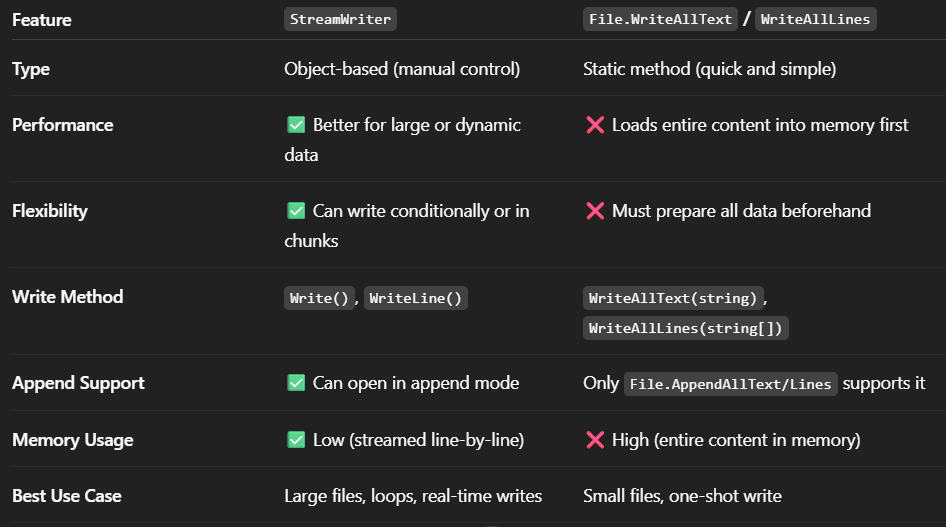 Feature StreamWriter File.WriteAllText / WriteAllLines
Type Object-based (manual control) Static method (quick and simple)
Performance ✅ Better for large or dynamic ❌ Loads entire content into memory first
data
Flexibility ✅ Can write conditionally or in ❌ Must prepare all data beforehand
chunks
Write Method Write(), WriteLine() WriteAllText(string),
WriteAllLines(string[])
Append Support ✅ Can open in append mode Only File.AppendAllText/Lines supports it
Memory Usage ✅ Low (streamed line-by-line) ❌ High (entire content in memory)
Best Use Case Large files, loops, real-time writes Small files, one-shot write